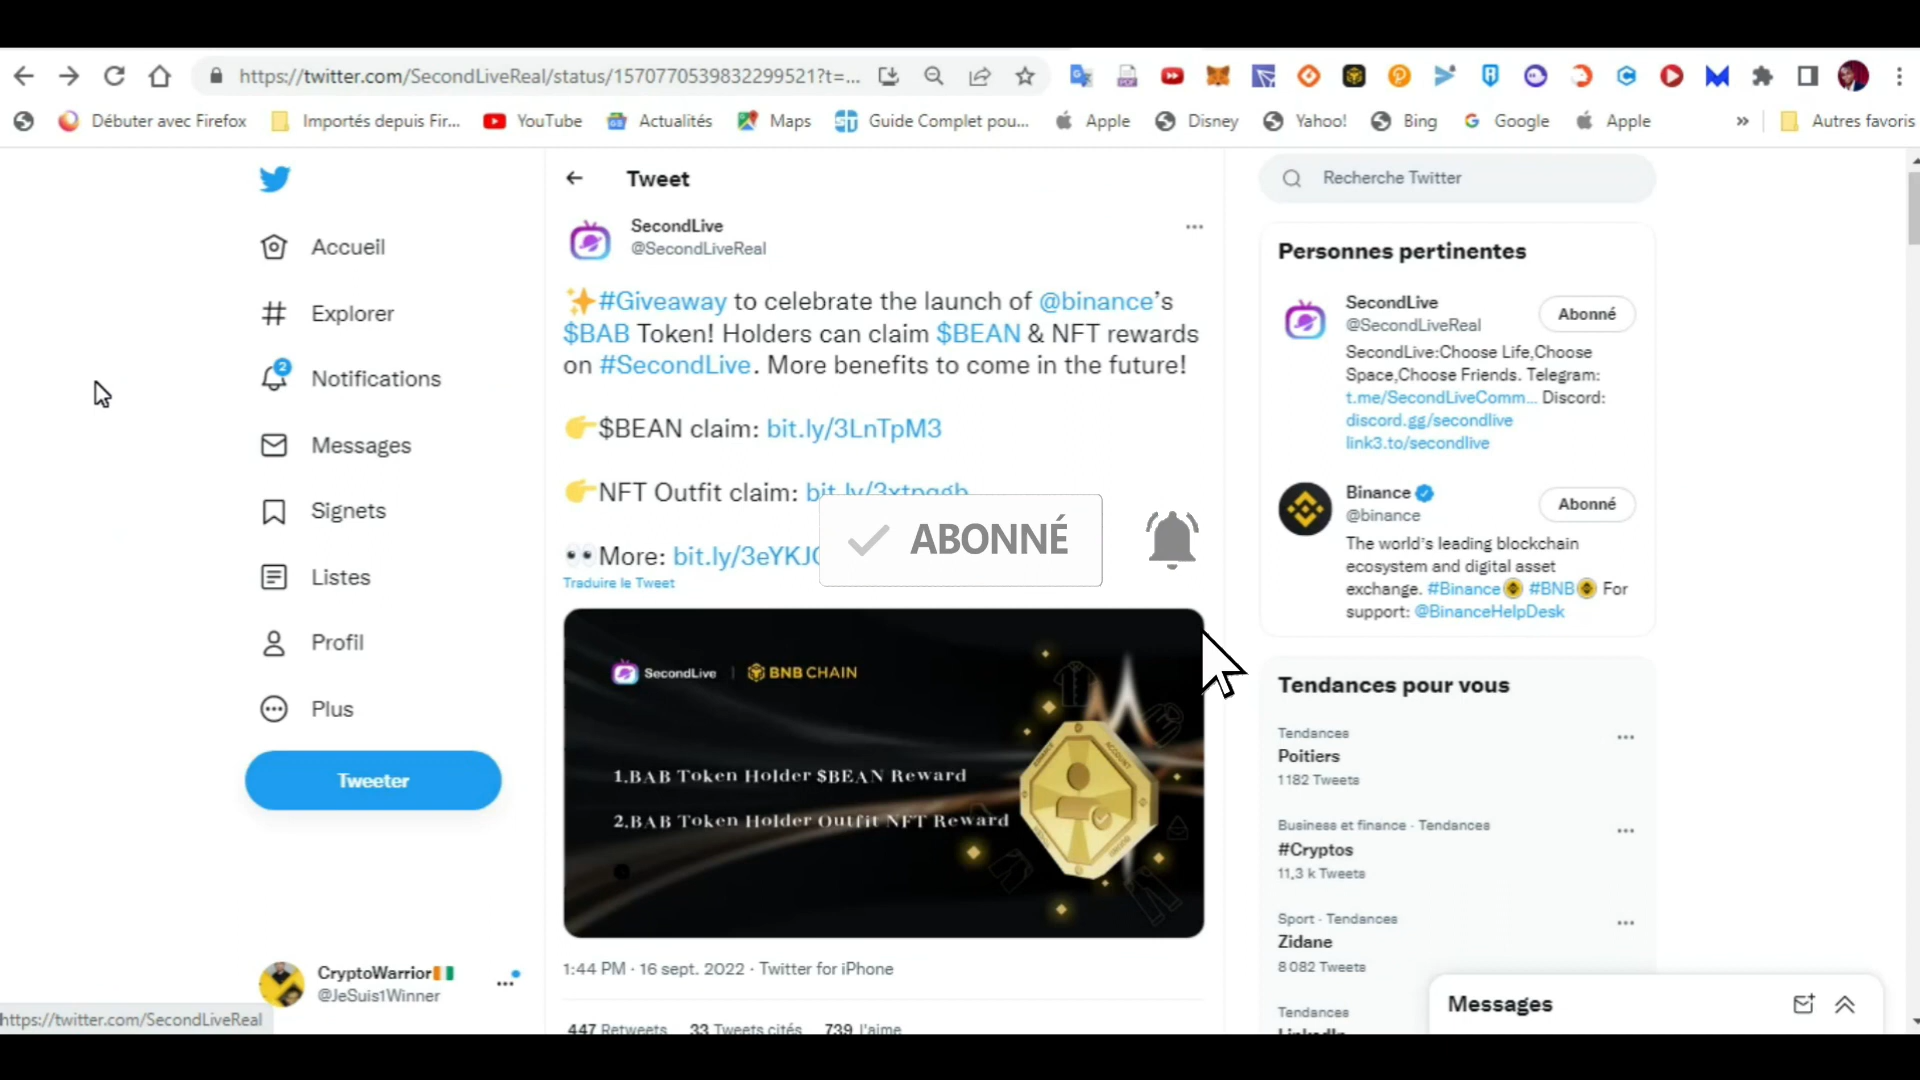 https://twitter.com/SecondLiveReal/status/1570770539832299521?t=...
Débuter avec Firefox
Importés depuis Fir...
YouTube
Actualités
Maps
Guide Complet pou...
Apple
Disney
Yahoo!
Bing
Google
Apple
»
Autres favoris
Accueil
Explorer
2
Notifications
Messages
Signets
Listes
Profil
Plus
Tweeter
CryptoWarrior
@JeSuis1Winner
https://twitter.com/SecondLiveReal
Tweet
SecondLive
@SecondLiveReal
#Giveaway to celebrate the launch of @binance's
$BAB Token! Holders can claim $BEAN & NFT rewards
on #SecondLive. More benefits to come in the future!
$BEAN claim: bit.ly/3LnTpM3
NFT Outfit claim:
More:
Traduire le Tweet
ABONNÉ
SecondLive | BNB CHAIN
1.BAB Token Holder $BEAN Reward
2.BAB Token Holder Outfit NFT Reward
1:44 PM · 16 sept. 2022 · Twitter for iPhone
447 Retweets 33 Tweets cités 739 J'aime
Recherche Twitter
Personnes pertinentes
SecondLive
@SecondLiveReal
Abonné
SecondLive:Choose Life,Choose
Space,Choose Friends. Telegram:
t.me/SecondLiveComm... Discord:
discord.gg/secondlive
link3.to/secondlive
Binance
@binance
Abonné
The world's leading blockchain
ecosystem and digital asset
exchange. #Binance #BNB For
support: @BinanceHelpDesk
Tendances pour vous
Tendances
Poitiers
1 182 Tweets
Business et finance · Tendances
#Cryptos
11,3 k Tweets
Sport · Tendances
Zidane
8 082 Tweets
Tendances
LinkedIn
Messages